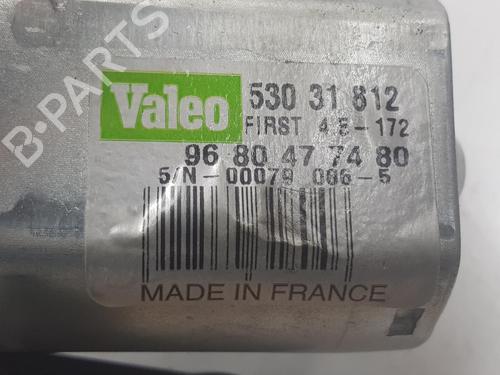 B-PARTS
Valeo 530 31 812
FIRST 4.8-172
96 80 47 74 80
S/N-00079 066-5
MADE IN FRANCE